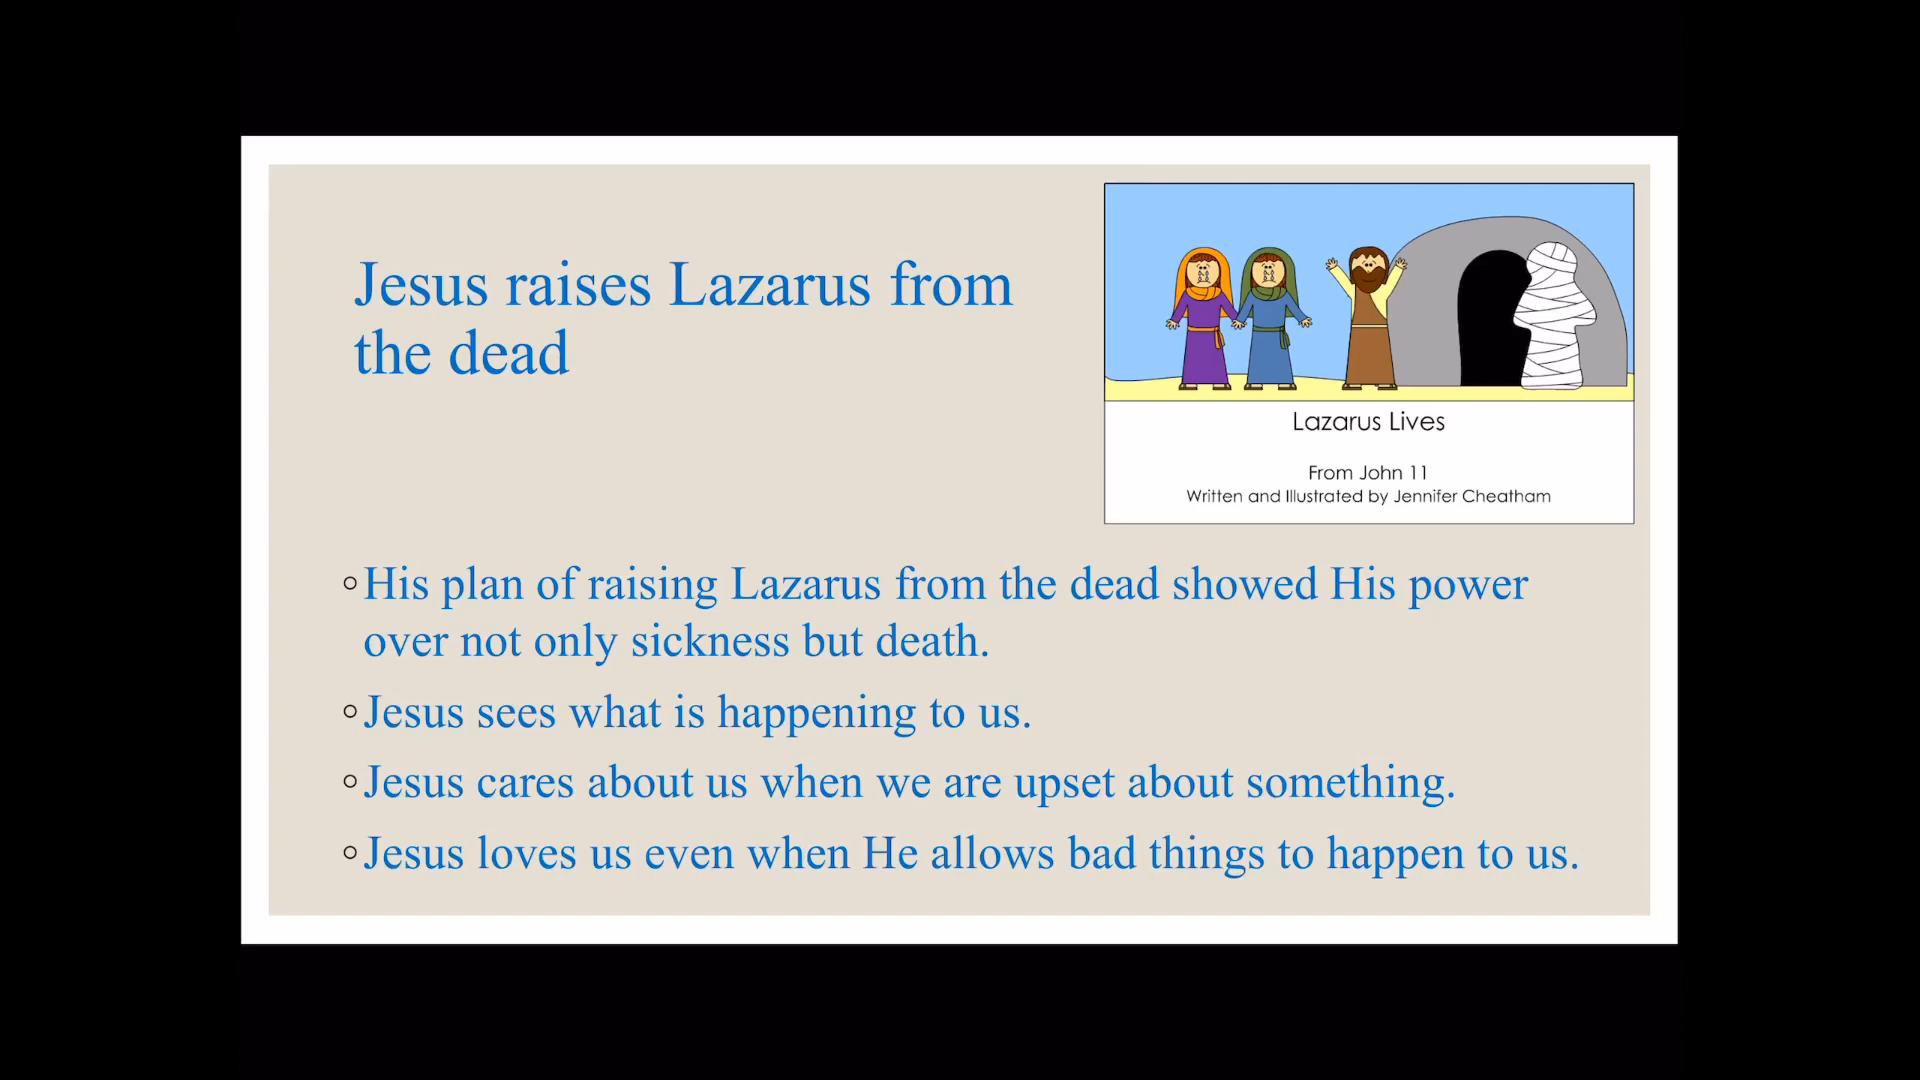 Jesus raises Lazarus from
the dead
Lazarus Lives
From John 11
Written and Illustrated by Jennifer Cheatham
His plan of raising Lazarus from the dead showed His power
over not only sickness but death.
Jesus sees what is happening to us.
Jesus cares about us when we are upset about something.
Jesus loves us even when He allows bad things to happen to us.